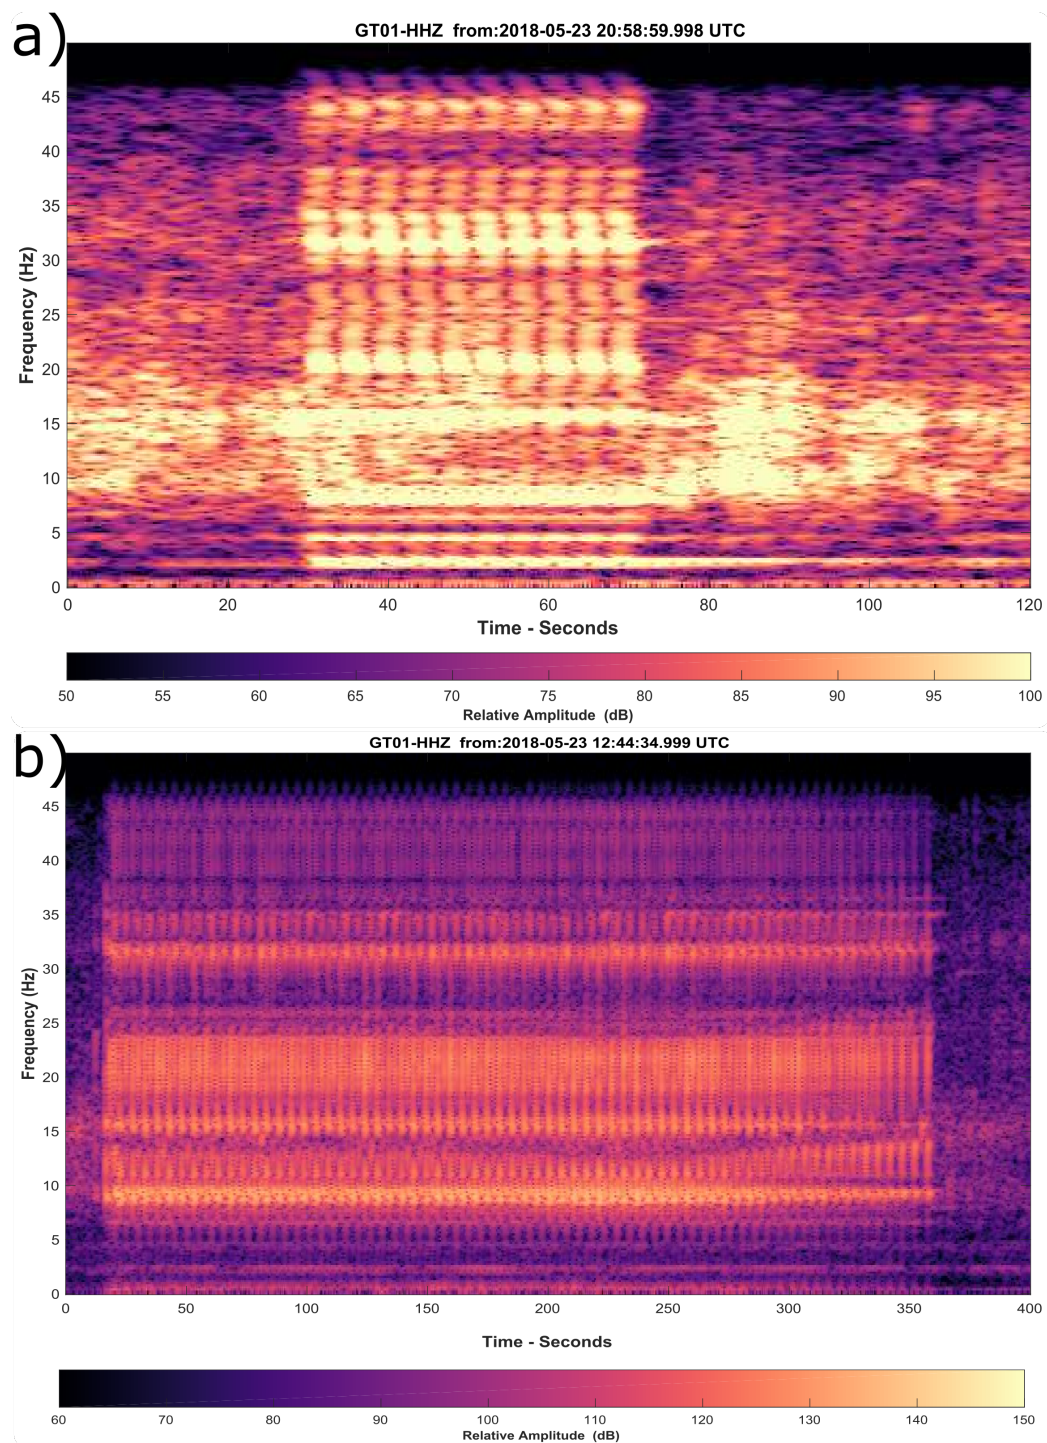 a)
GT01-HHZ from:2018-05-23 20:58:59.998 UTC
Frequency (Hz)
45
40
35
30
25
20
15
10
5
0
0 20 40 60 80 100 120
Time - Seconds
50 55 60 65 70 75 80 85 90 95 100
Relative Amplitude (dB)
b)
GT01-HHZ from:2018-05-23 12:44:34.999 UTC
Frequency (Hz)
45
40
35
30
25
20
15
10
5
0
0 50 100 150 200 250 300 350 400
Time - Seconds
60 70 80 90 100 110 120 130 140 150
Relative Amplitude (dB)